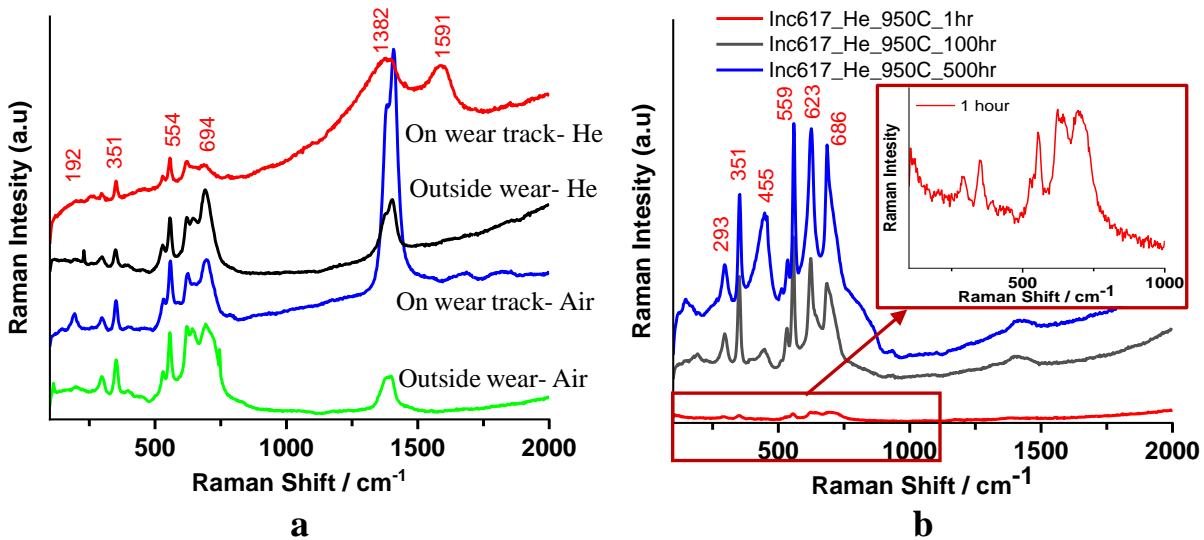 Raman Intesity (a.u)
192
351
554
694
1382
1591
On wear track- He
Outside wear- He
On wear track- Air
Outside wear- Air
500
1000
1500
2000
Raman Shift / cm-1
a
Inc617_He_950C_1hr
Inc617_He_950C_100hr
Inc617_He_950C_500hr
Raman Intesity (a.u)
293
351
455
559
623
686
1 hour
Raman Intesity
500
1000
Raman Shift / cm-1
500
1000
1500
2000
Raman Shift / cm-1
b